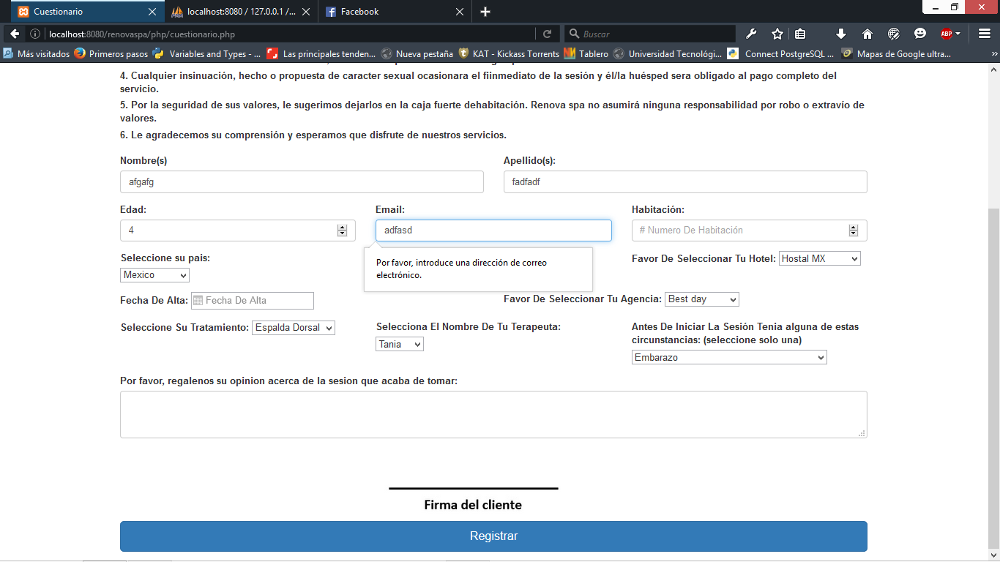 Cuestionario
localhost:8080 / 127.0.0.1 /...
Facebook
localhost:8080/renovaspa/php/cuestionario.php
Buscar
ABP
Más visitados
Primeros pasos
Variables and Types - ...
Las principales tenden...
Nueva pestaña
KAT - Kickass Torrents
Tablero
Universidad Tecnológi...
Connect PostgreSQL ...
Mapas de Google ultra...
4. Cualquier insinuación, hecho o propuesta de caracter sexual ocasionara el fiinmediato de la sesión y él/la huésped sera obligado al pago completo del
servicio.
5. Por la seguridad de sus valores, le sugerimos dejarlos en la caja fuerte dehabitación. Renova spa no asumirá ninguna responsabilidad por robo o extravío de
valores.
6. Le agradecemos su comprensión y esperamos que disfrute de nuestros servicios.
Nombre(s)
Apellido(s):
afgafg
fadfadf
Edad:
Email:
Habitación:
4
adfasd
# Numero De Habitación
Por favor, introduce una dirección de correo
electrónico.
Seleccione su pais:
Mexico
Favor De Seleccionar Tu Hotel: Hostal MX
Fecha De Alta: Fecha De Alta
Favor De Seleccionar Tu Agencia: Best day
Seleccione Su Tratamiento: Espalda Dorsal
Selecciona El Nombre De Tu Terapeuta:
Tania
Antes De Iniciar La Sesión Tenia alguna de estas
circunstancias: (seleccione solo una)
Embarazo
Por favor, regalenos su opinion acerca de la sesion que acaba de tomar:
Firma del cliente
Registrar